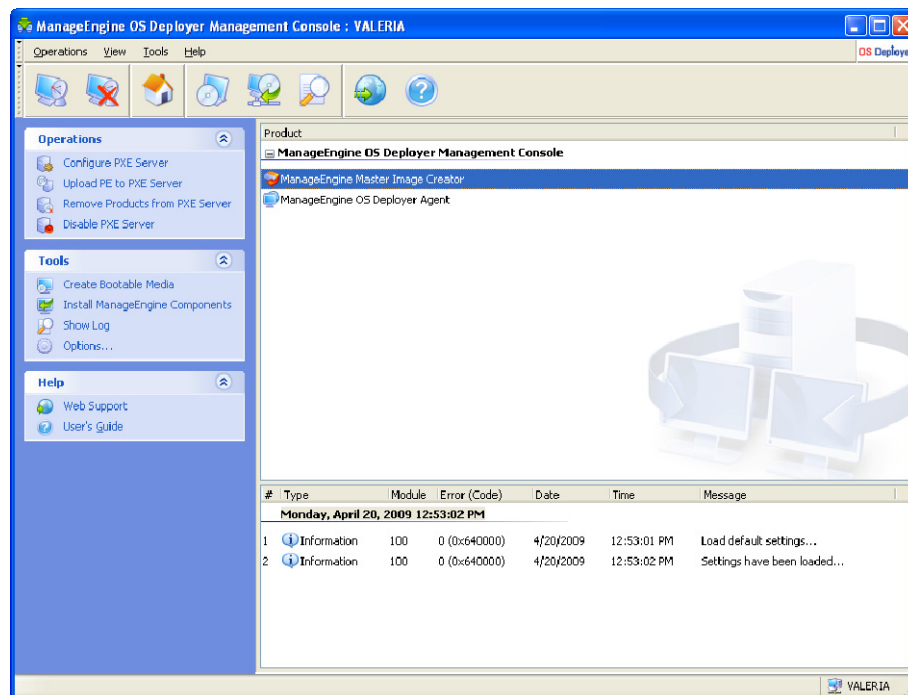 ManageEngine OS Deployer Management Console : VALERIA
Operations View Tools Help
OS Deploye
Operations
Configure PXE Server
Upload PE to PXE Server
Remove Products from PXE Server
Disable PXE Server
Tools
Create Bootable Media
Install ManageEngine Components
Show Log
Options...
Help
Web Support
User's Guide
Product
ManageEngine OS Deployer Management Console
ManageEngine Master Image Creator
ManageEngine OS Deployer Agent
# Type Module Error (Code) Date Time Message
Monday, April 20, 2009 12:53:02 PM
1 Information 100 0 (0x640000) 4/20/2009 12:53:01 PM Load default settings...
2 Information 100 0 (0x640000) 4/20/2009 12:53:02 PM Settings have been loaded...
VALERIA